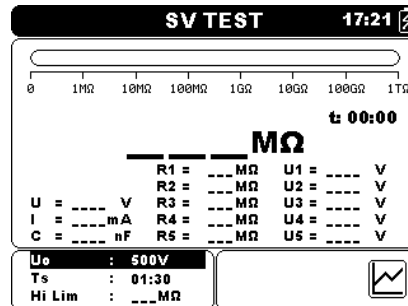 SV TEST 17:21
0 1MΩ 10MΩ 100MΩ 1GΩ 10GΩ 100GΩ 1TΩ
t: 00:00
___ ___ ___MΩ
R1 = ___MΩ U1 = ____ V
R2 = ___MΩ U2 = ____ V
U = ____ V R3 = ___MΩ U3 = ____ V
I = ____mA R4 = ___MΩ U4 = ____ V
C = ____ nF R5 = ___MΩ U5 = ____ V
Uo : 500V
Ts : 01:30
Hi Lim : ___MΩ